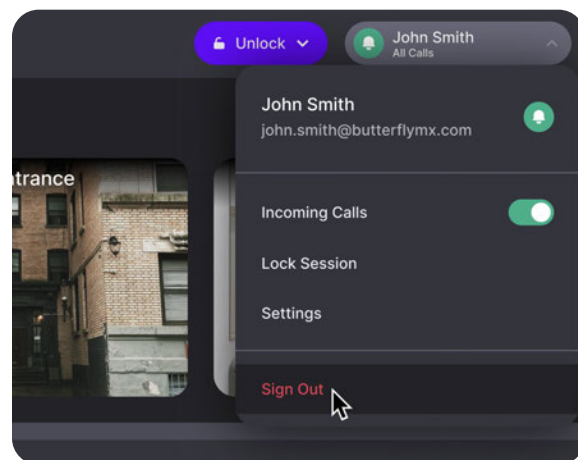 Unlock
John Smith
All Calls
John Smith
john.smith@butterflymx.com
trance
Incoming Calls
Lock Session
Settings
Sign Out